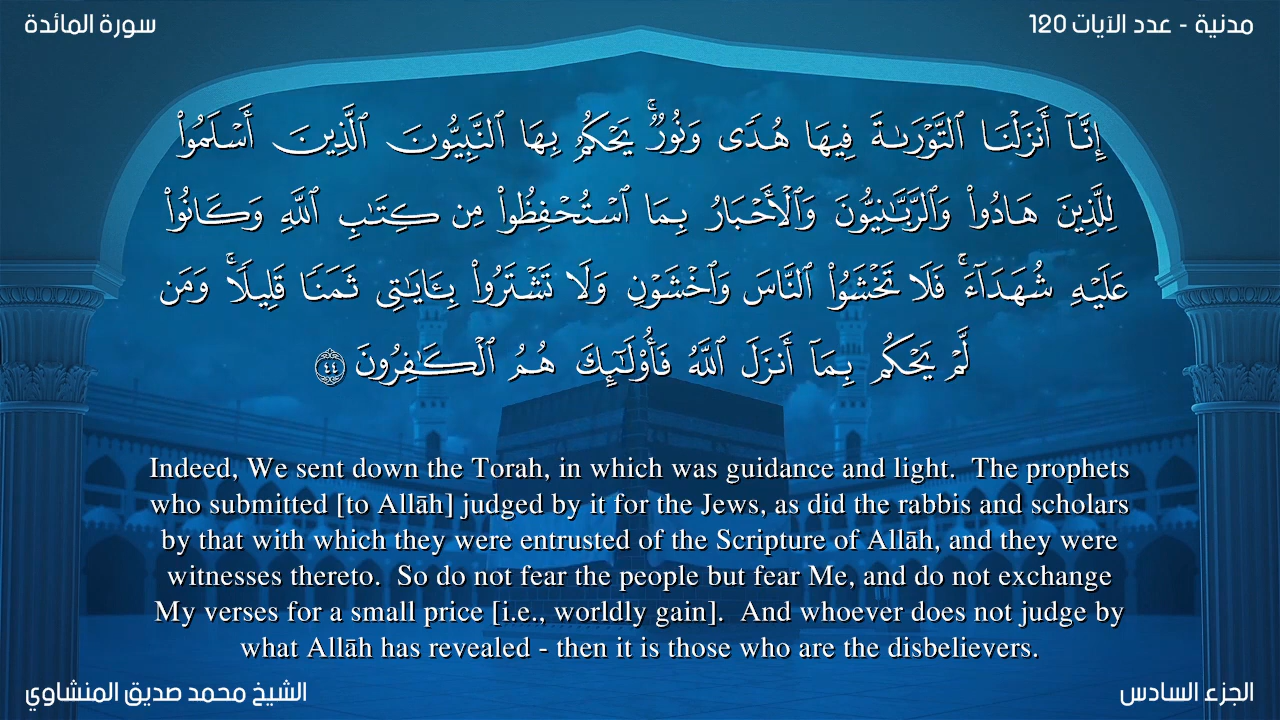 سورة المائدة
مدنية - عدد الآيات 120
إِنَّآ أَنزَلْنَا ٱلتَّوْرَىٰةَ فِيهَا هُدًى وَنُورٌ ۚ يَحْكُمُ بِهَا ٱلنَّبِيُّونَ ٱلَّذِينَ أَسْلَمُوا۟
لِلَّذِينَ هَادُوا۟ وَٱلرَّبَّـٰنِيُّونَ وَٱلْأَحْبَارُ بِمَا ٱسْتُحْفِظُوا۟ مِن كِتَـٰبِ ٱللَّهِ وَكَانُوا۟
عَلَيْهِ شُهَدَآءَ ۚ فَلَا تَخْشَوُا۟ ٱلنَّاسَ وَٱخْشَوْنِ وَلَا تَشْتَرُوا۟ بِـَٔايَـٰتِى ثَمَنًا قَلِيلًا ۚ وَمَن
لَّمْ يَحْكُم بِمَآ أَنزَلَ ٱللَّهُ فَأُو۟لَـٰٓئِكَ هُمُ ٱلْكَـٰفِرُونَ ٤٤
Indeed, We sent down the Torah, in which was guidance and light.  The prophets
who submitted [to Allāh] judged by it for the Jews, as did the rabbis and scholars
by that with which they were entrusted of the Scripture of Allāh, and they were
witnesses thereto.  So do not fear the people but fear Me, and do not exchange
My verses for a small price [i.e., worldly gain].  And whoever does not judge by
what Allāh has revealed - then it is those who are the disbelievers.
الشيخ محمد صديق المنشاوي
الجزء السادس